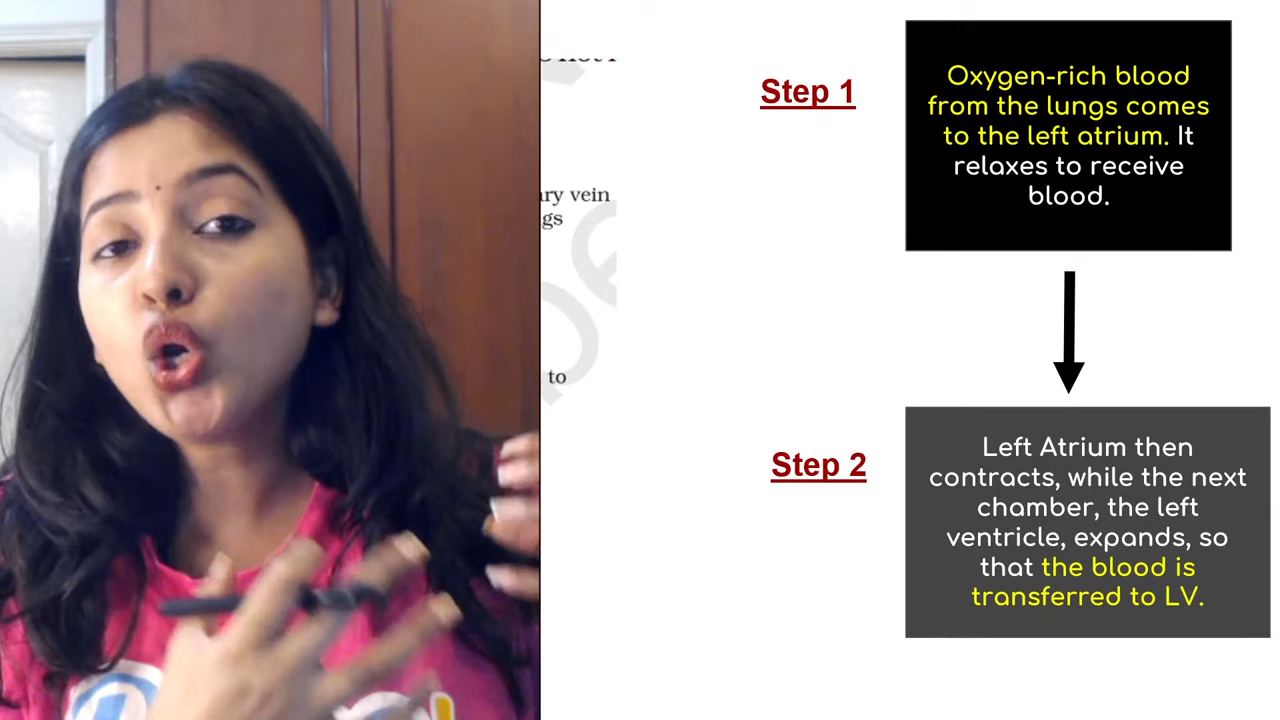 ary vein
gs
to
Step 1
Oxygen-rich blood
from the lungs comes
to the left atrium. It
relaxes to receive
blood.
Step 2
Left Atrium then
contracts, while the next
chamber, the left
ventricle, expands, so
that the blood is
transferred to LV.